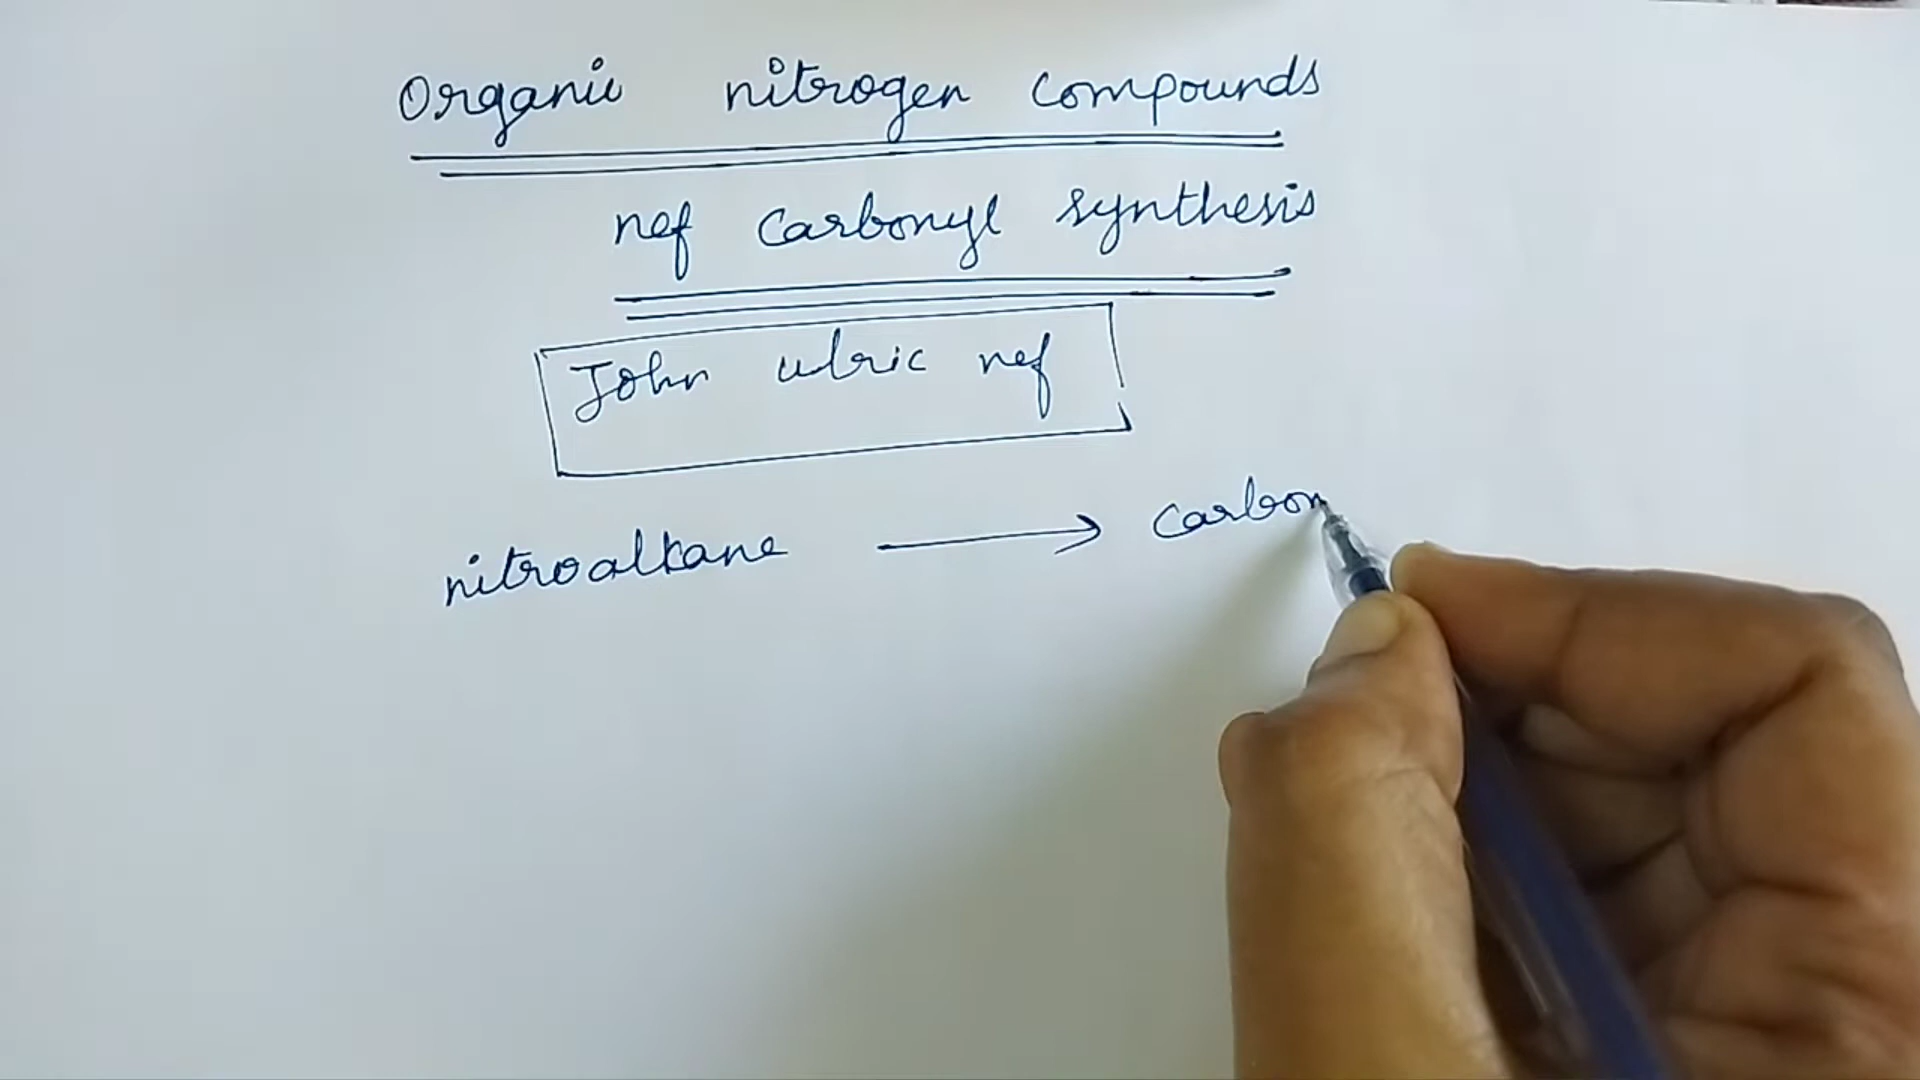 Organic nitrogen compounds
nef carbonyl synthesis
John ulric nef
nitroalkane → carbon